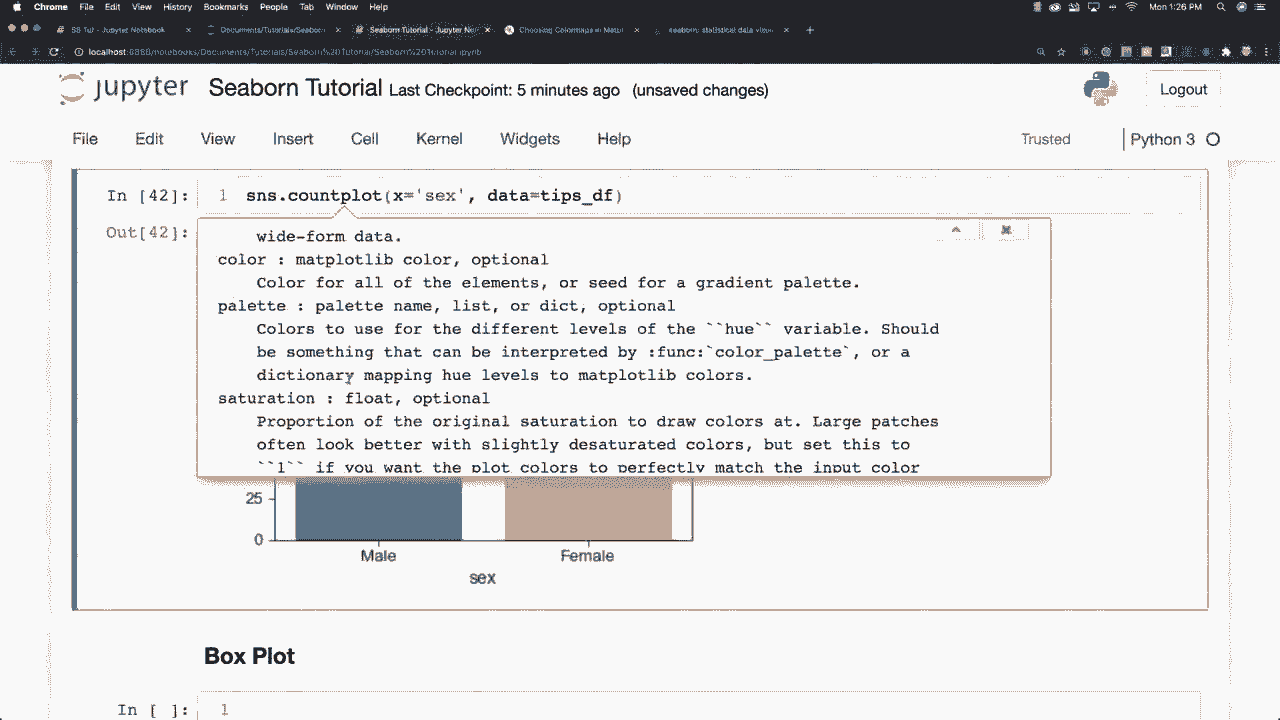 Chrome File Edit View History Bookmarks People Tab Window Help Mon 1:26 PM
SB Tut - Jupyter Notebook Documents/Tutorials/Seaborn Seaborn Tutorial - Jupyter Choosing Colormaps in seaborn: statistical data
localhost:8888/notebooks/Documents/Tutorials/Seaborn%20Tutorial/Seaborn%20Tutorial.ipynb
jupyter Seaborn Tutorial Last Checkpoint: 5 minutes ago (unsaved changes) Logout
File Edit View Insert Cell Kernel Widgets Help Trusted Python 3
In [42]: 1 sns.countplot(x='sex', data=tips_df)
Out[42]:
wide-form data.
color : matplotlib color, optional
Color for all of the elements, or seed for a gradient palette.
palette : palette name, list, or dict, optional
Colors to use for the different levels of the ``hue`` variable. Should
be something that can be interpreted by :func:`color_palette`, or a
dictionary mapping hue levels to matplotlib colors.
saturation : float, optional
Proportion of the original saturation to draw colors at. Large patches
often look better with slightly desaturated colors, but set this to
``1`` if you want the plot colors to perfectly match the input color
25
0
Male Female
sex
Box Plot
In [ ]: 1